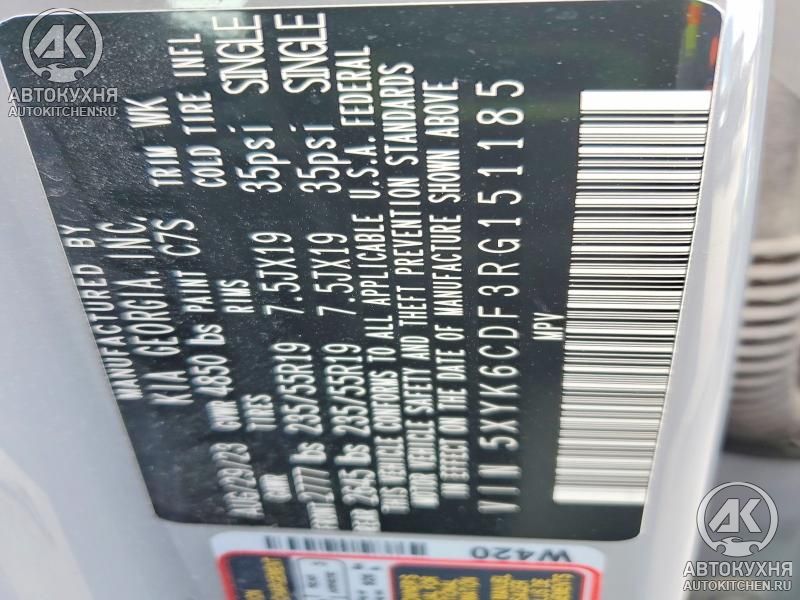 MANUFACTURED BY
KIA GEORGIA, INC.
AUG/29/23 GVWR 4850 lbs PAINT C7S TRIM WK
GAWR TIRES RIMS COLD TIRE INFL
FRONT 2777 lbs 235/55R19 7.5JX19 35psi SINGLE
REAR 2645 lbs 235/55R19 7.5JX19 35psi SINGLE
THIS VEHICLE CONFORMS TO ALL APPLICABLE U.S.A. FEDERAL
MOTOR VEHICLE SAFETY AND THEFT PREVENTION STANDARDS
IN EFFECT ON THE DATE OF MANUFACTURE SHOWN ABOVE
VIN 5XYK6CDF3RG151185
MPV
W420
АВТОКУХНЯ
AUTOKITCHEN.RU
АВТОКУХНЯ
AUTOKITCHEN.RU